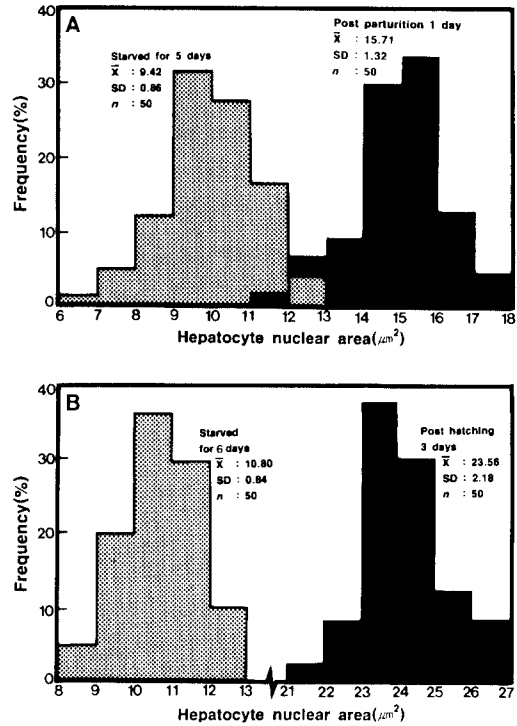 A
40
30
20
10
0
Frequency(%)
Starved for 5 days
X̄ : 9.42
SD : 0.86
n : 50
Post parturition 1 day
X̄ : 15.71
SD : 1.32
n : 50
6 7 8 9 10 11 12 13 14 15 16 17 18
Hepatocyte nuclear area(μm²)
B
40
30
20
10
0
Frequency(%)
Starved
for 6 days
X̄ : 10.80
SD : 0.84
n : 50
Post hatching
3 days
X̄ : 23.56
SD : 2.18
n : 50
8 9 10 11 12 13 21 22 23 24 25 26 27
Hepatocyte nuclear area(μm²)